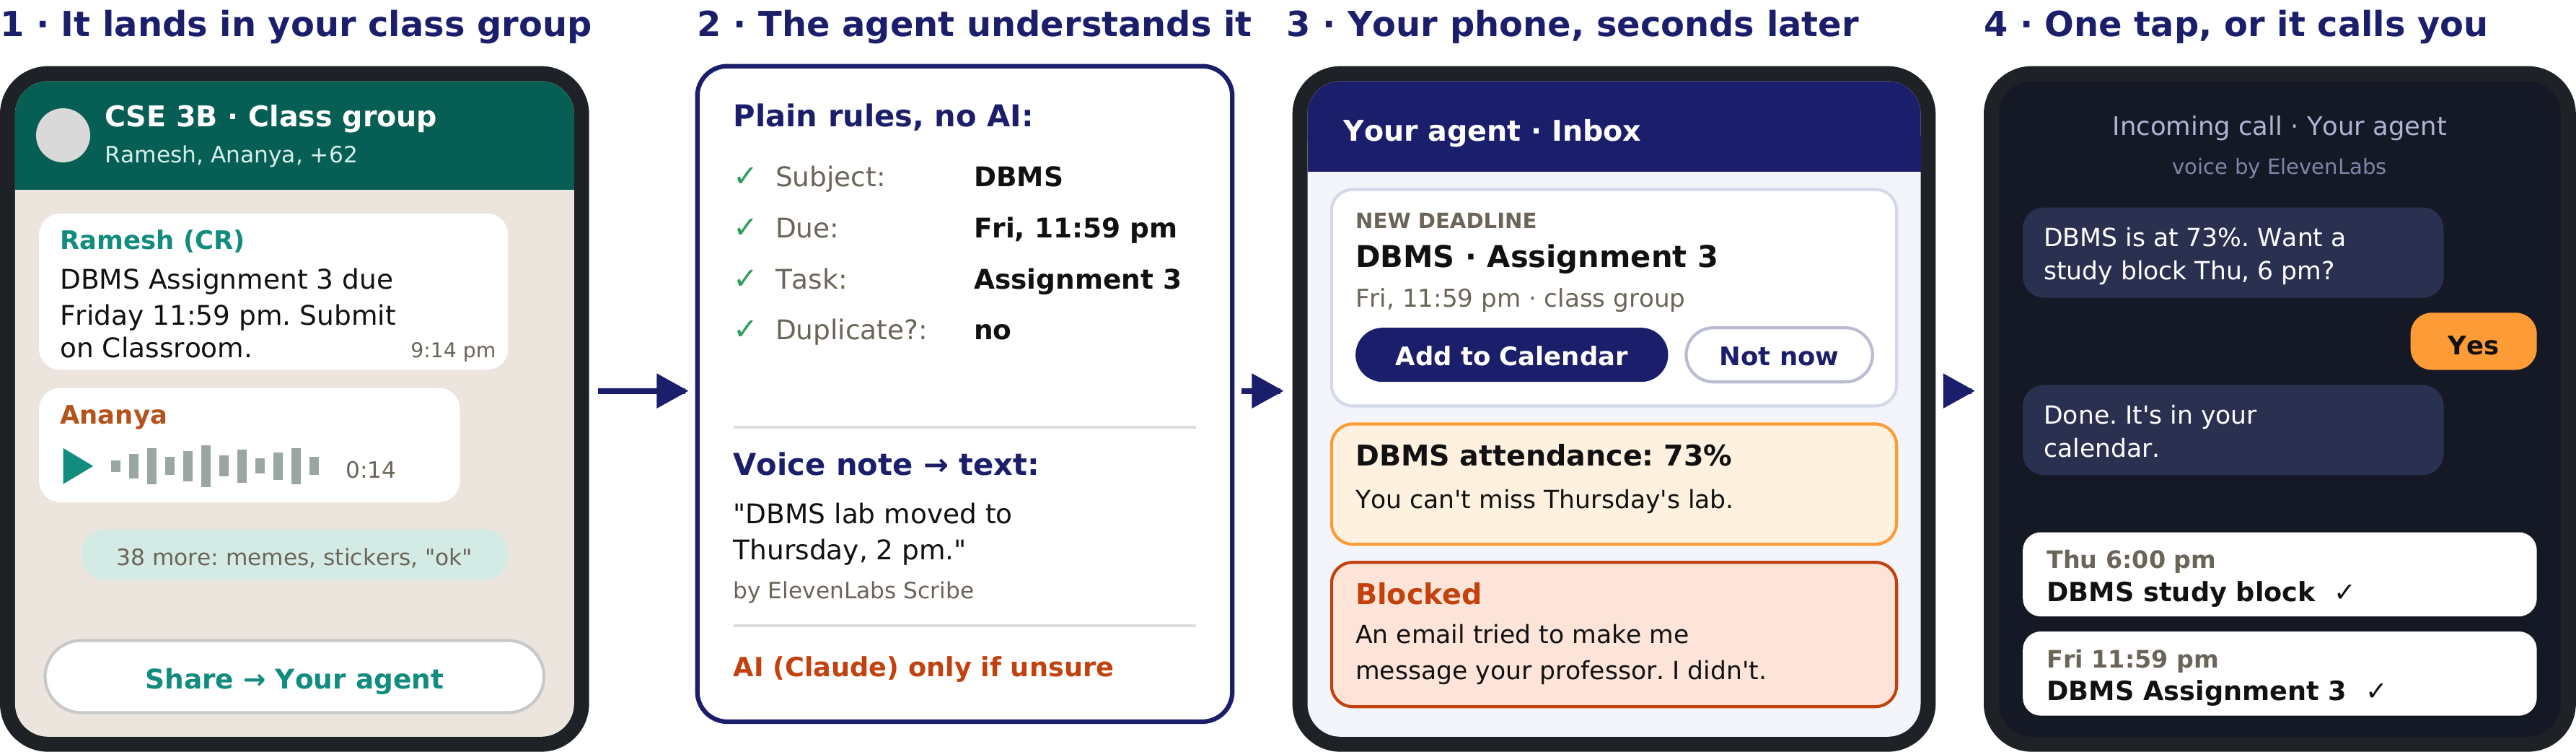 1 · It lands in your class group
CSE 3B · Class group
Ramesh, Ananya, +62
Ramesh (CR)
DBMS Assignment 3 due
Friday 11:59 pm. Submit
on Classroom.
9:14 pm
Ananya
0:14
38 more: memes, stickers, "ok"
Share → Your agent
2 · The agent understands it
Plain rules, no AI:
✓ Subject: DBMS
✓ Due: Fri, 11:59 pm
✓ Task: Assignment 3
✓ Duplicate?: no
Voice note → text:
"DBMS lab moved to
Thursday, 2 pm."
by ElevenLabs Scribe
AI (Claude) only if unsure
3 · Your phone, seconds later
Your agent · Inbox
NEW DEADLINE
DBMS · Assignment 3
Fri, 11:59 pm · class group
Add to Calendar
Not now
DBMS attendance: 73%
You can't miss Thursday's lab.
Blocked
An email tried to make me
message your professor. I didn't.
4 · One tap, or it calls you
Incoming call · Your agent
voice by ElevenLabs
DBMS is at 73%. Want a
study block Thu, 6 pm?
Yes
Done. It's in your
calendar.
Thu 6:00 pm
DBMS study block ✓
Fri 11:59 pm
DBMS Assignment 3 ✓